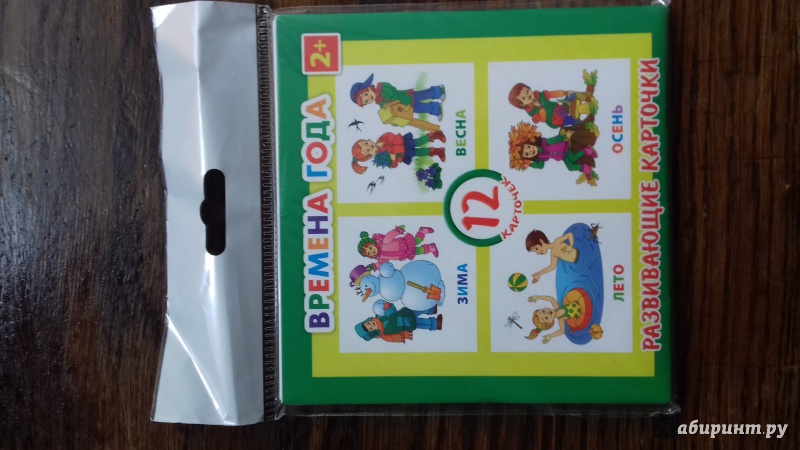 ВРЕМЕНА ГОДА
2+
ЗИМА
ВЕСНА
12
КАРТОЧЕК
ЛЕТО
ОСЕНЬ
РАЗВИВАЮЩИЕ КАРТОЧКИ
абиринт.ру